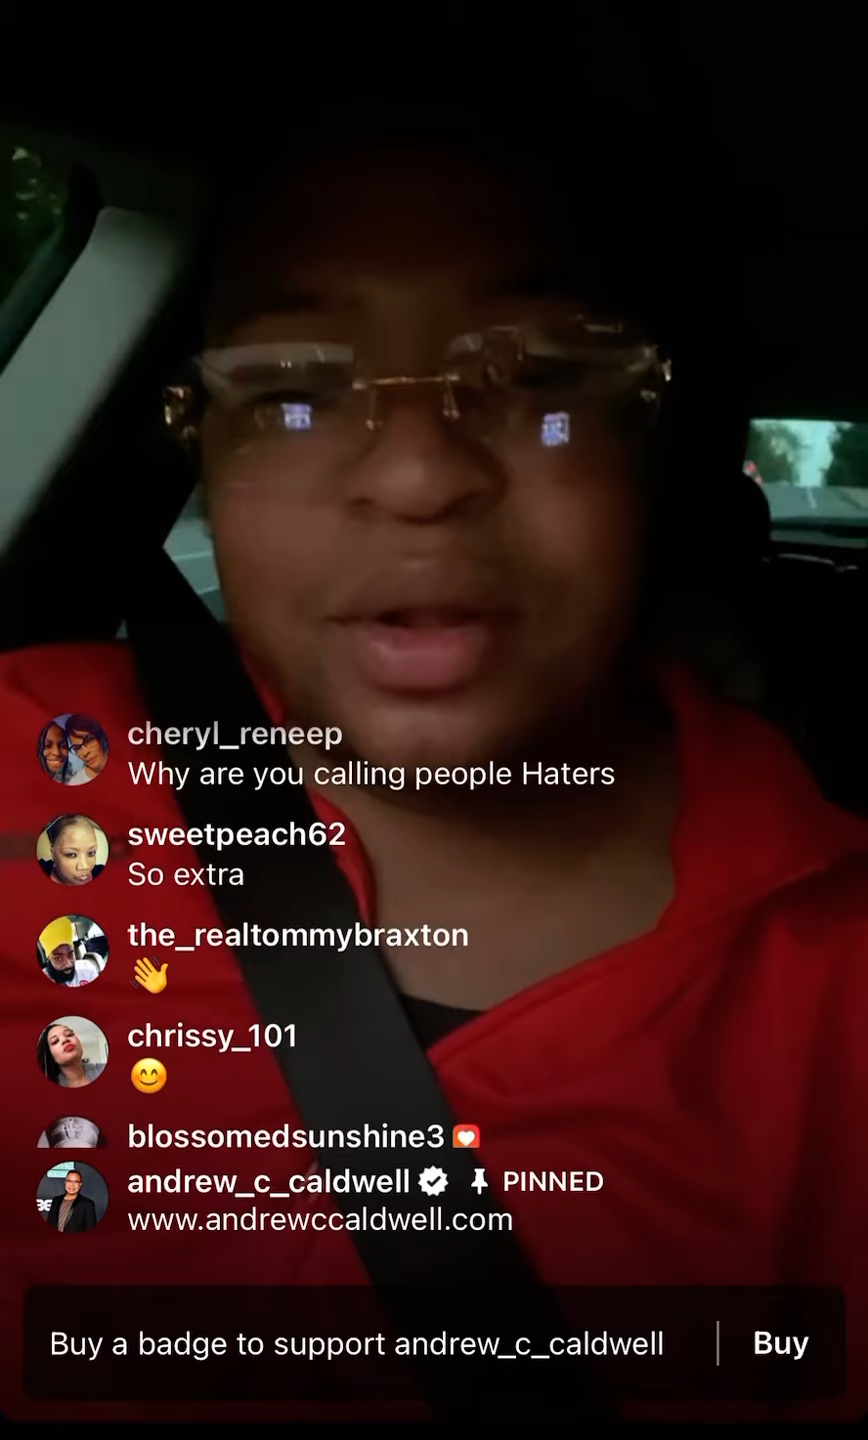 cheryl_reneep
Why are you calling people Haters
sweetpeach62
So extra
the_realtommybraxton
👋
chrissy_101
😊
blossomedsunshine3
andrew_c_caldwell PINNED
www.andrewccaldwell.com
Buy a badge to support andrew_c_caldwell Buy